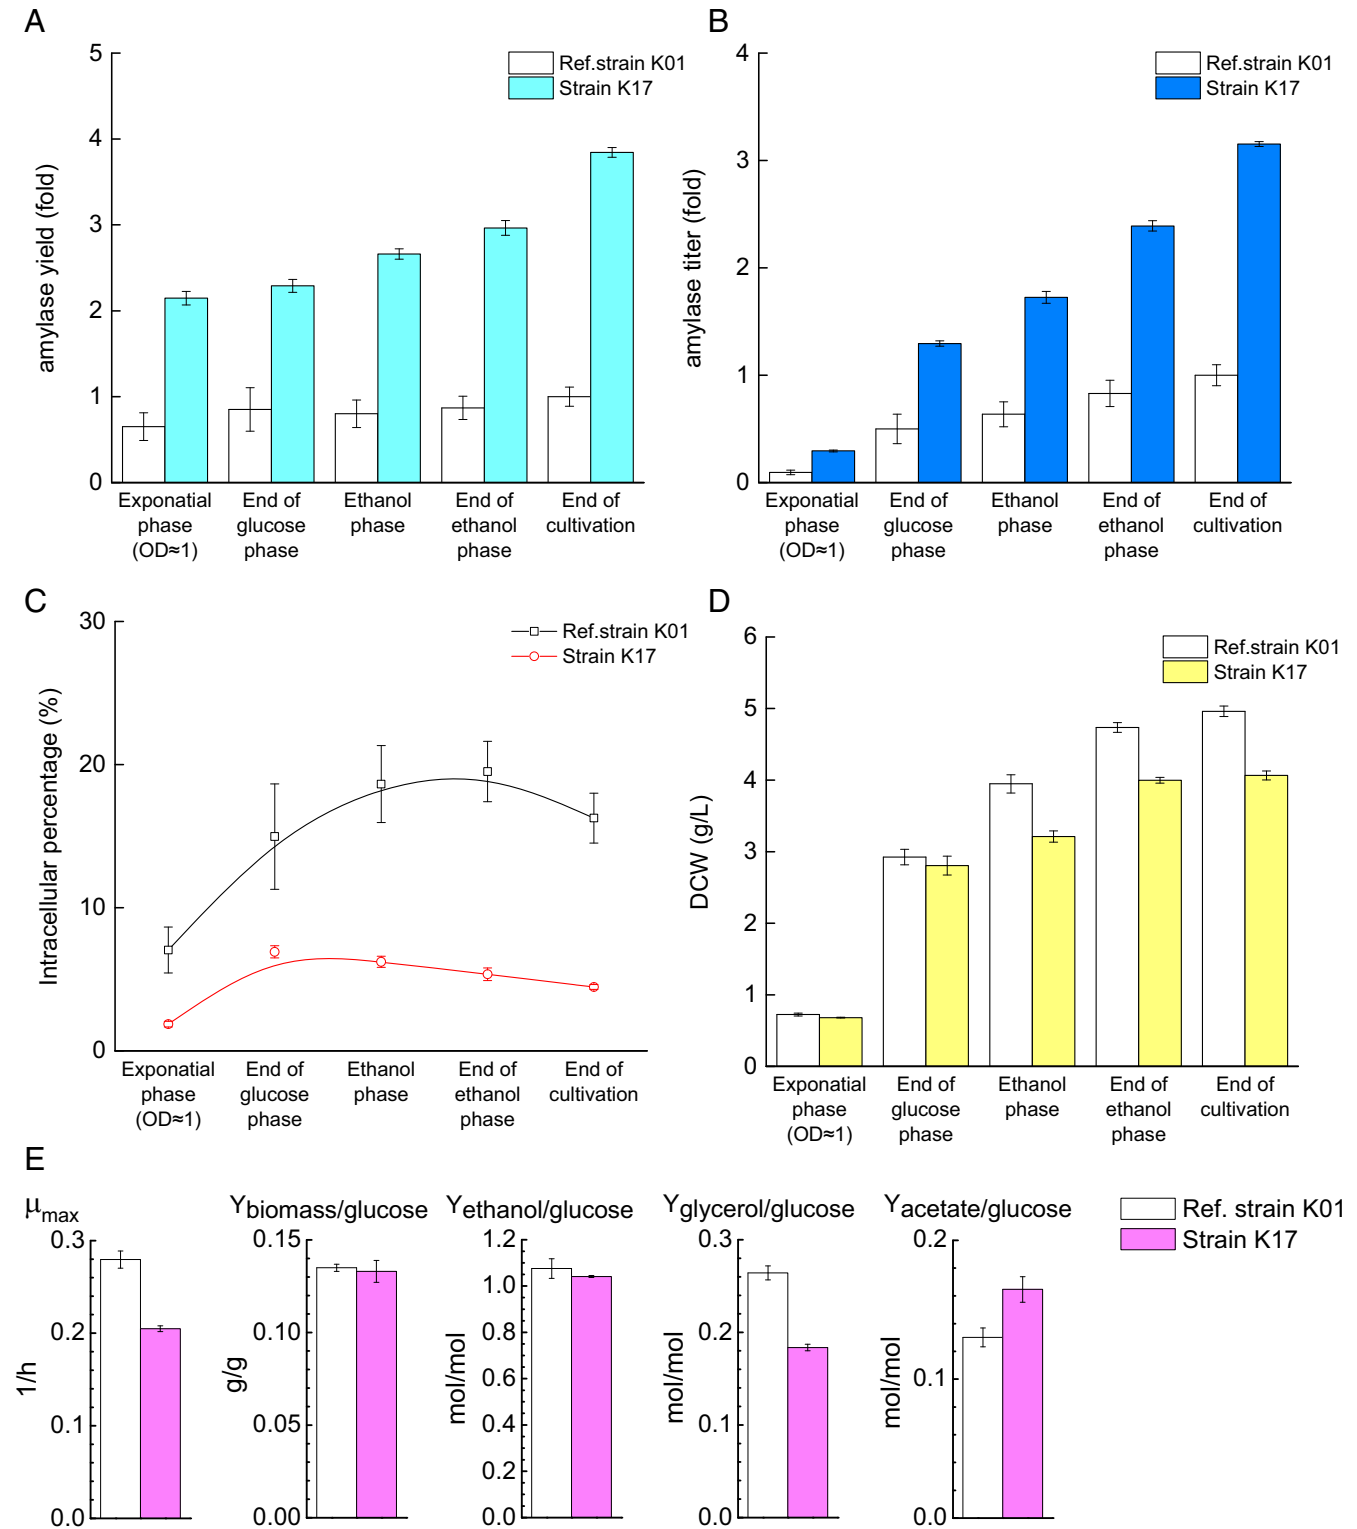 A
amylase yield (fold)
5
4
3
2
1
0
Ref.strain K01
Strain K17
Exponatial
phase
(OD≈1)
End of
glucose
phase
Ethanol
phase
End of
ethanol
phase
End of
cultivation
B
amylase titer (fold)
4
3
2
1
0
Ref.strain K01
Strain K17
Exponatial
phase
(OD≈1)
End of
glucose
phase
Ethanol
phase
End of
ethanol
phase
End of
cultivation
C
Intracellular percentage (%)
30
20
10
0
Ref.strain K01
Strain K17
Exponatial
phase
(OD≈1)
End of
glucose
phase
Ethanol
phase
End of
ethanol
phase
End of
cultivation
D
DCW (g/L)
6
5
4
3
2
1
0
Ref.strain K01
Strain K17
Exponatial
phase
(OD≈1)
End of
glucose
phase
Ethanol
phase
End of
ethanol
phase
End of
cultivation
E
μmax
1/h
0.3
0.2
0.1
0.0
Ybiomass/glucose
g/g
0.15
0.10
0.05
0.00
Yethanol/glucose
mol/mol
1.2
1.0
0.8
0.6
0.4
0.2
0.0
Yglycerol/glucose
mol/mol
0.3
0.2
0.1
0.0
Yacetate/glucose
mol/mol
0.2
0.1
0.0
Ref. strain K01
Strain K17